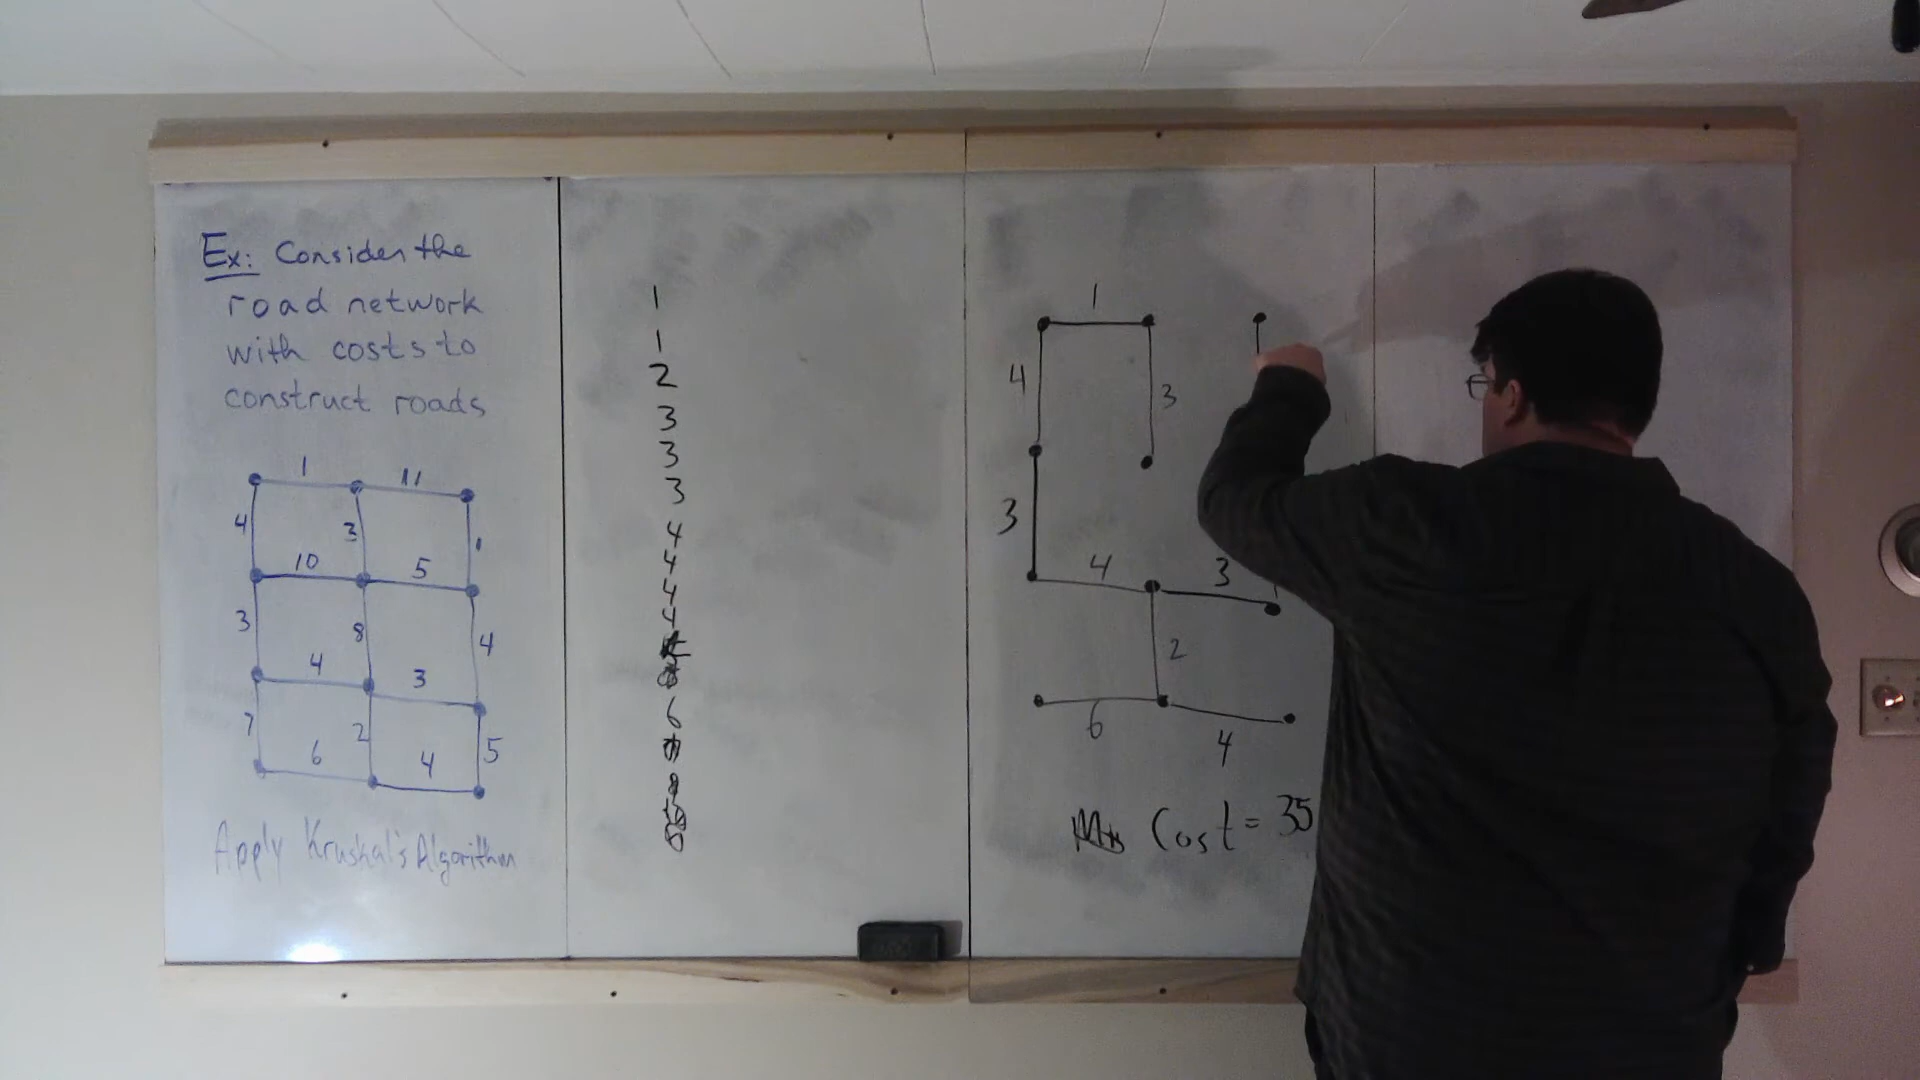 Ex: Consider the
road network
with costs to
construct roads
1 11
4 3 1
10 5
3 8 4
4 3
7 2 5
6 4
Apply Kruskal's Algorithm
1
1
2
3
3
3
4
4
4
4
6
1
4 3
3
4 3
2
6 4
Cost = 35